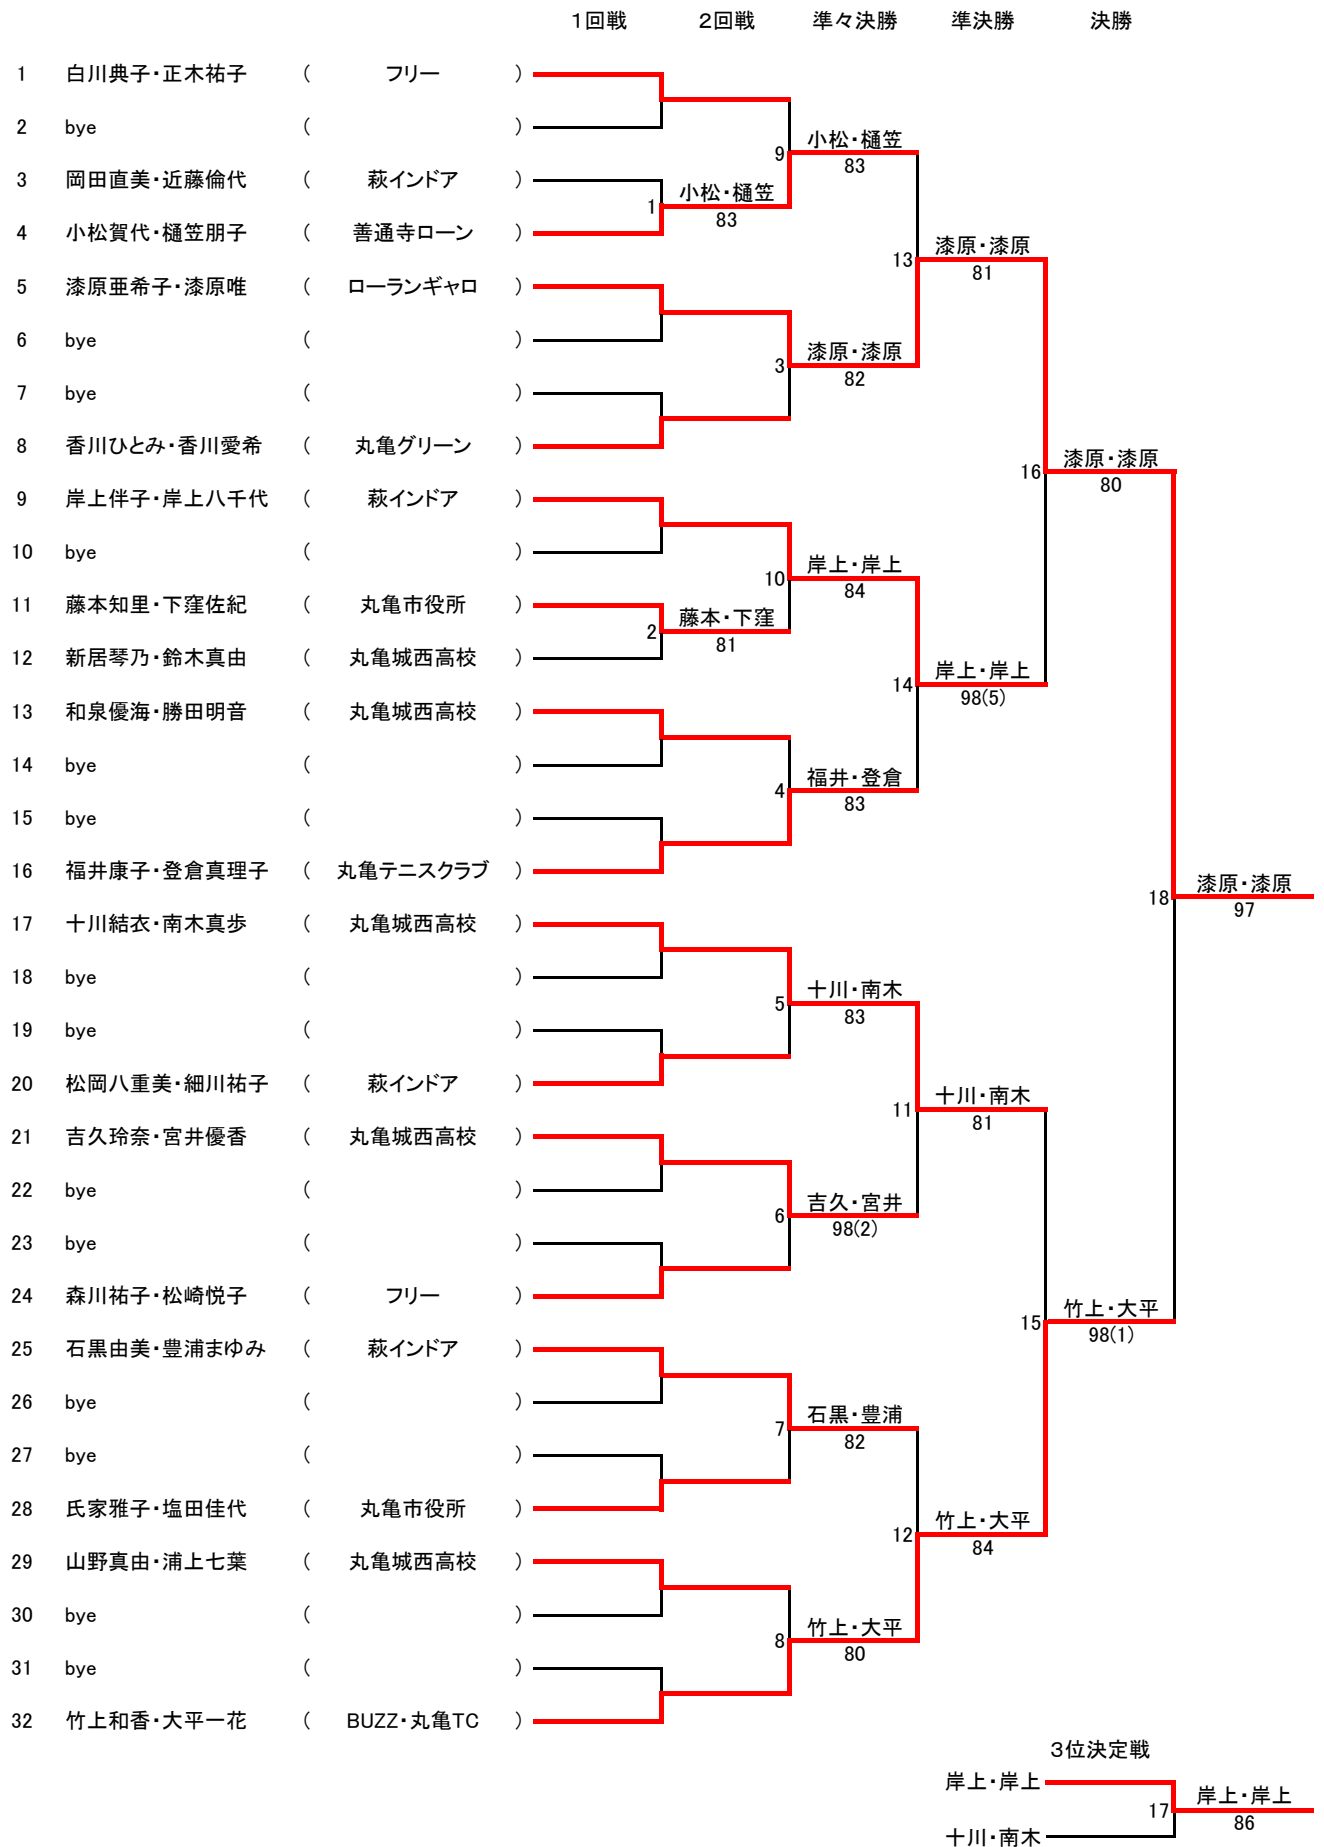 1回戦 2回戦 準々決勝 準決勝 決勝
1 白川典子・正木祐子 ( フリー )
2 bye ( )
9 小松・樋笠
83
3 岡田直美・近藤倫代 ( 萩インドア )
1 小松・樋笠
83
4 小松賀代・樋笠朋子 ( 善通寺ローン )
13 漆原・漆原
81
5 漆原亜希子・漆原唯 ( ローランギャロ )
6 bye ( )
3 漆原・漆原
82
7 bye ( )
8 香川ひとみ・香川愛希 ( 丸亀グリーン )
16 漆原・漆原
80
9 岸上伴子・岸上八千代 ( 萩インドア )
10 bye ( )
10 岸上・岸上
84
11 藤本知里・下窪佐紀 ( 丸亀市役所 )
2 藤本・下窪
81
12 新居琴乃・鈴木真由 ( 丸亀城西高校 )
14 岸上・岸上
98(5)
13 和泉優海・勝田明音 ( 丸亀城西高校 )
14 bye ( )
4 福井・登倉
83
15 bye ( )
16 福井康子・登倉真理子 ( 丸亀テニスクラブ )
18 漆原・漆原
97
17 十川結衣・南木真歩 ( 丸亀城西高校 )
18 bye ( )
5 十川・南木
83
19 bye ( )
20 松岡八重美・細川祐子 ( 萩インドア )
11 十川・南木
81
21 吉久玲奈・宮井優香 ( 丸亀城西高校 )
22 bye ( )
6 吉久・宮井
98(2)
23 bye ( )
24 森川祐子・松崎悦子 ( フリー )
15 竹上・大平
98(1)
25 石黒由美・豊浦まゆみ ( 萩インドア )
26 bye ( )
7 石黒・豊浦
82
27 bye ( )
28 氏家雅子・塩田佳代 ( 丸亀市役所 )
12 竹上・大平
84
29 山野真由・浦上七葉 ( 丸亀城西高校 )
30 bye ( )
8 竹上・大平
80
31 bye ( )
32 竹上和香・大平一花 ( BUZZ・丸亀TC )
3位決定戦
岸上・岸上
17 岸上・岸上
86
十川・南木